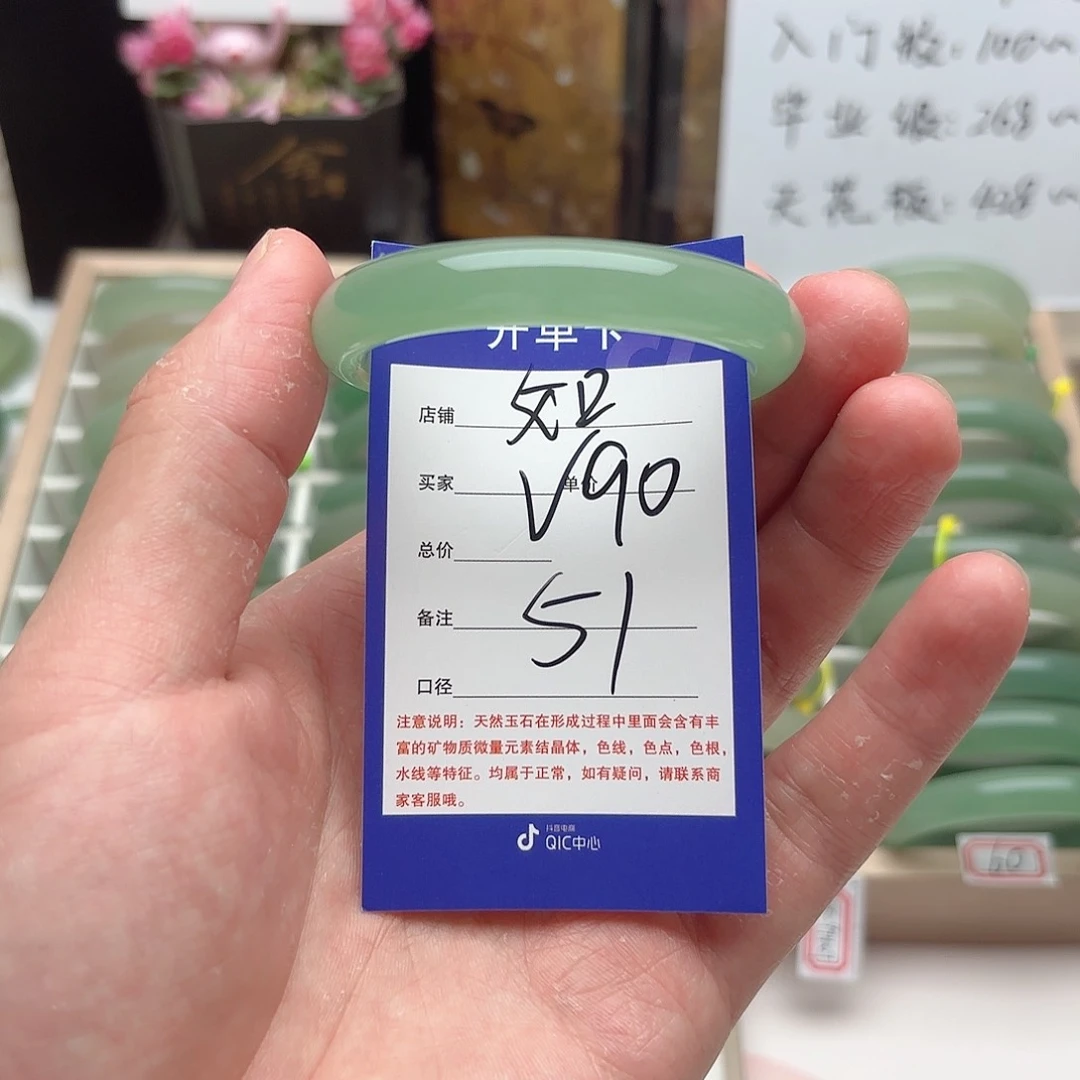 入门级：100
毕业级：268
天花板：408
开单卡
店铺
买家 单价
V90
总价
备注 51
口径
注意说明：天然玉石在形成过程中里面会含有丰
富的矿物质微量元素结晶体，色线，色点，色根，
水线等特征。均属于正常，如有疑问，请联系商
家客服哦。
抖音电商
QIC中心